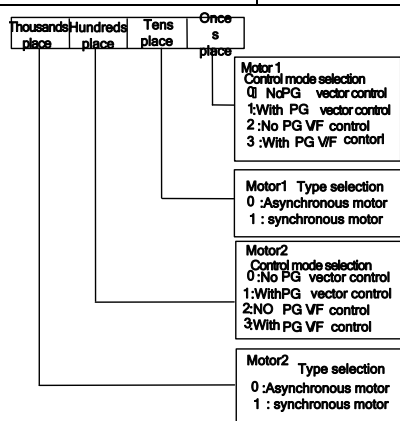 Thousands place
Hundreds place
Tens place
Once s place
Motor 1
Control mode selection
0: NoPG vector control
1:With PG vector control
2 :No PG V/F control
3 :With PG V/F contorl
Motor1 Type selection
0 :Asynchronous motor
1 : synchronous motor
Motor2
Control mode selection
0:No PG vector control
1:WithPG vector control
2:NO PG V/F control
3:With PG V/F control
Motor2
Type selection
0 :Asynchronous motor
1 : synchronous motor